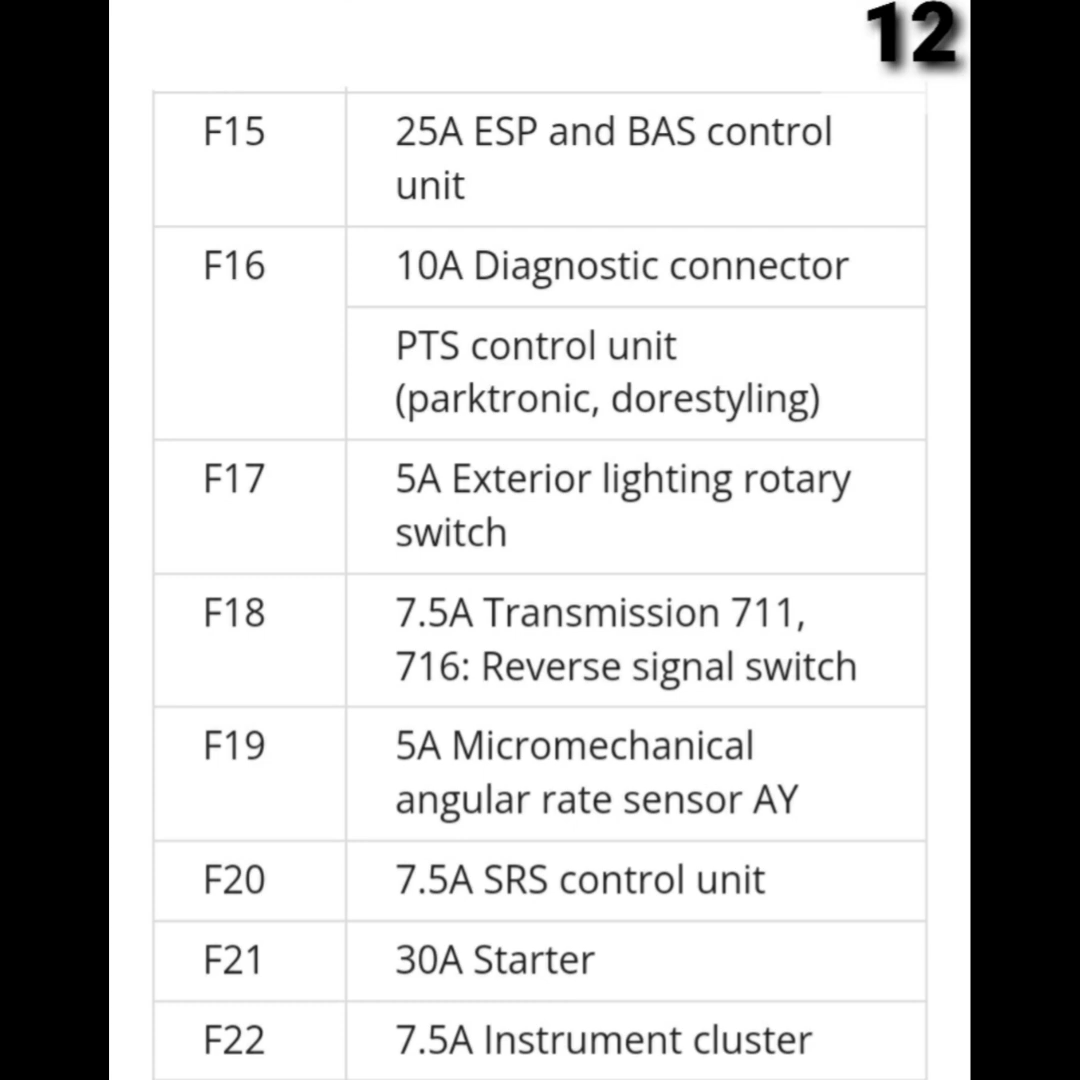 12
F15
25A ESP and BAS control
unit
F16
10A Diagnostic connector
PTS control unit
(parktronic, dorestyling)
F17
5A Exterior lighting rotary
switch
F18
7.5A Transmission 711,
716: Reverse signal switch
F19
5A Micromechanical
angular rate sensor AY
F20
7.5A SRS control unit
F21
30A Starter
F22
7.5A Instrument cluster